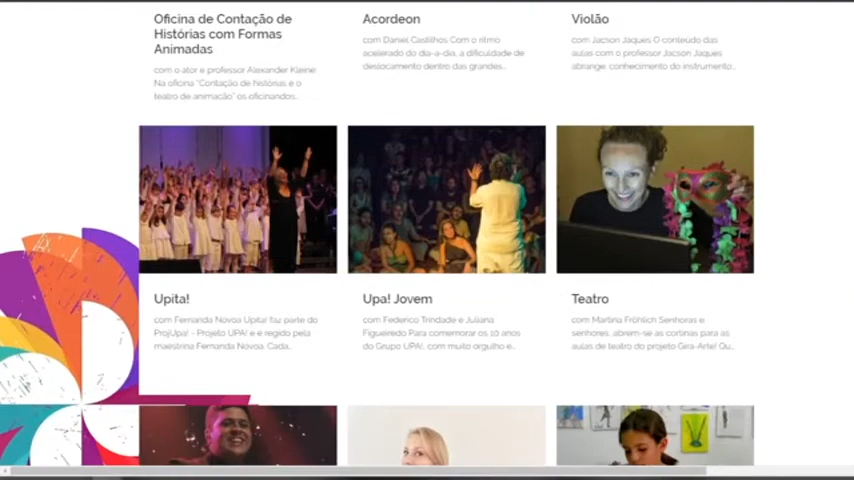 Oficina de Contação de
Histórias com Formas
Animadas
com o ator e professor Alexander Kleine!
Na oficina "Contação de histórias e o
teatro de animação" os oficinandos...
Acordeon
com Daniel Castilhos Com o ritmo
acelerado do dia-a-dia, a dificuldade de
deslocamento dentro das grandes...
Violão
com Jacson Jaques O conteúdo das
aulas com o professor Jacson Jaques
abrange: conhecimento do instrumento...
Upita!
com Fernanda Novoa Upita! faz parte do
ProjUpa! - Projeto UPA! e é regido pela
maestrina Fernanda Novoa. Cada...
Upa! Jovem
com Federico Trindade e Juliana
Figueiredo Para comemorar os 10 anos
do Grupo UPA!, com muito orgulho e...
Teatro
com Martina Fröhlich Senhoras e
senhores, abrem-se as cortinas para as
aulas de teatro do projeto Gira-Arte! Qu...